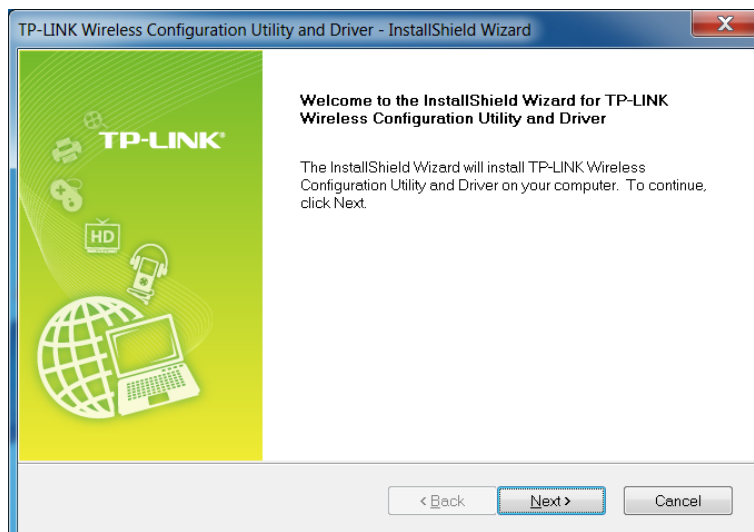 TP-LINK Wireless Configuration Utility and Driver - InstallShield Wizard
X
TP-LINK®
HD
Welcome to the InstallShield Wizard for TP-LINK
Wireless Configuration Utility and Driver
The InstallShield Wizard will install TP-LINK Wireless
Configuration Utility and Driver on your computer.  To continue,
click Next.
< Back
Next >
Cancel